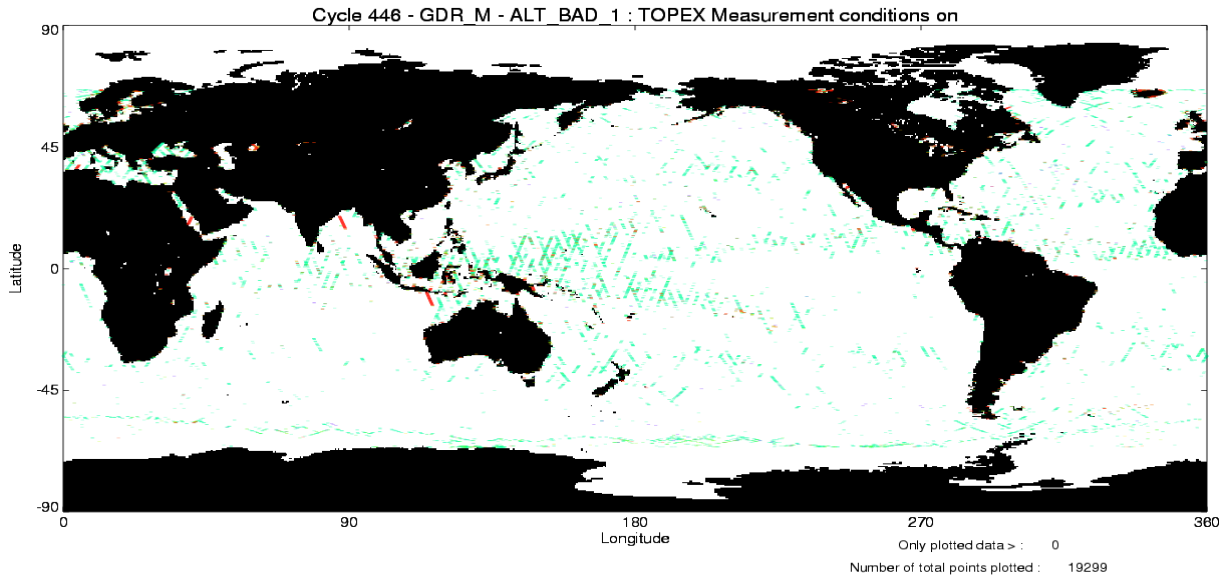 Cycle 446 - GDR_M - ALT_BAD_1 : TOPEX Measurement conditions on
90
45
0
-45
-90
Latitude
0 90 180 270 360
Longitude
Only plotted data > : 0
Number of total points plotted : 19299